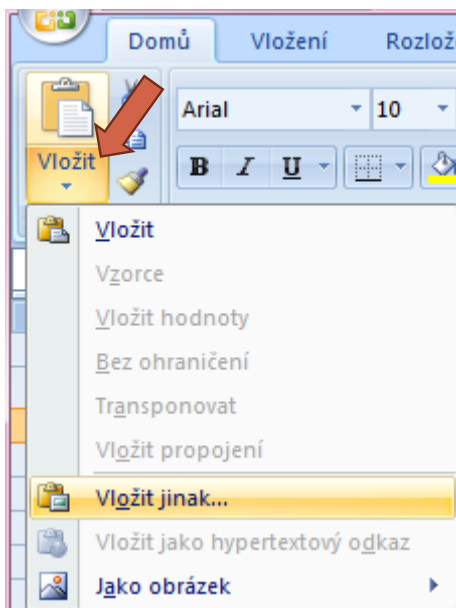 Domů Vložení Rozlož
Arial 10
Vložit
B I U
Vložit
Vzorce
Vložit hodnoty
Bez ohraničení
Transponovat
Vložit propojení
Vložit jinak...
Vložit jako hypertextový odkaz
Jako obrázek